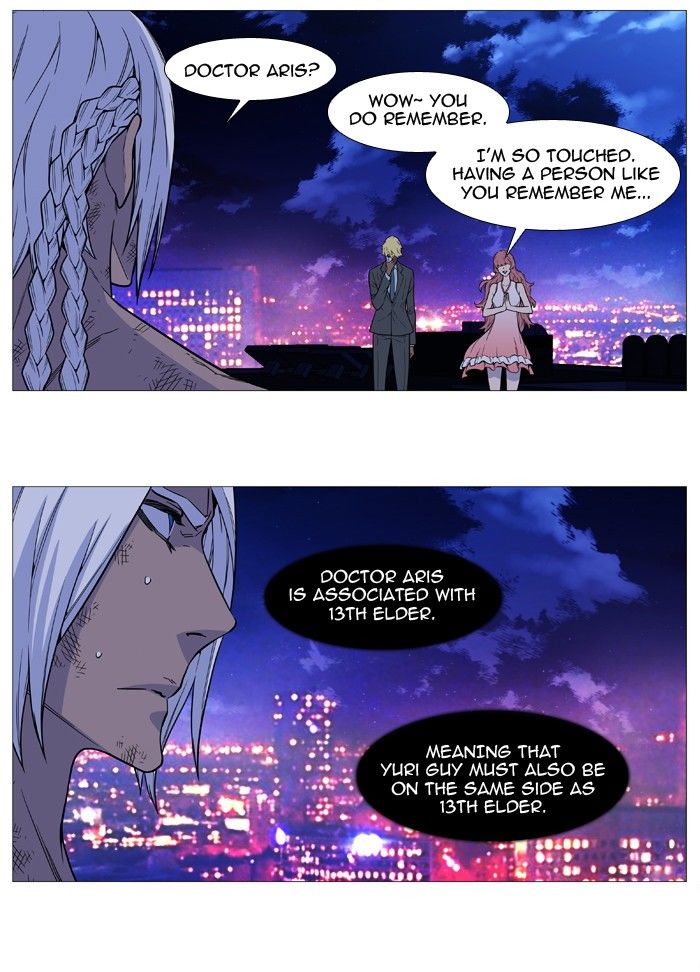 DOCTOR ARIS?
WOW~ YOU
DO REMEMBER.
I'M SO TOUCHED.
HAVING A PERSON LIKE
YOU REMEMBER ME...
DOCTOR ARIS
IS ASSOCIATED WITH
13TH ELDER.
MEANING THAT
YURI GUY MUST ALSO BE
ON THE SAME SIDE AS
13TH ELDER.